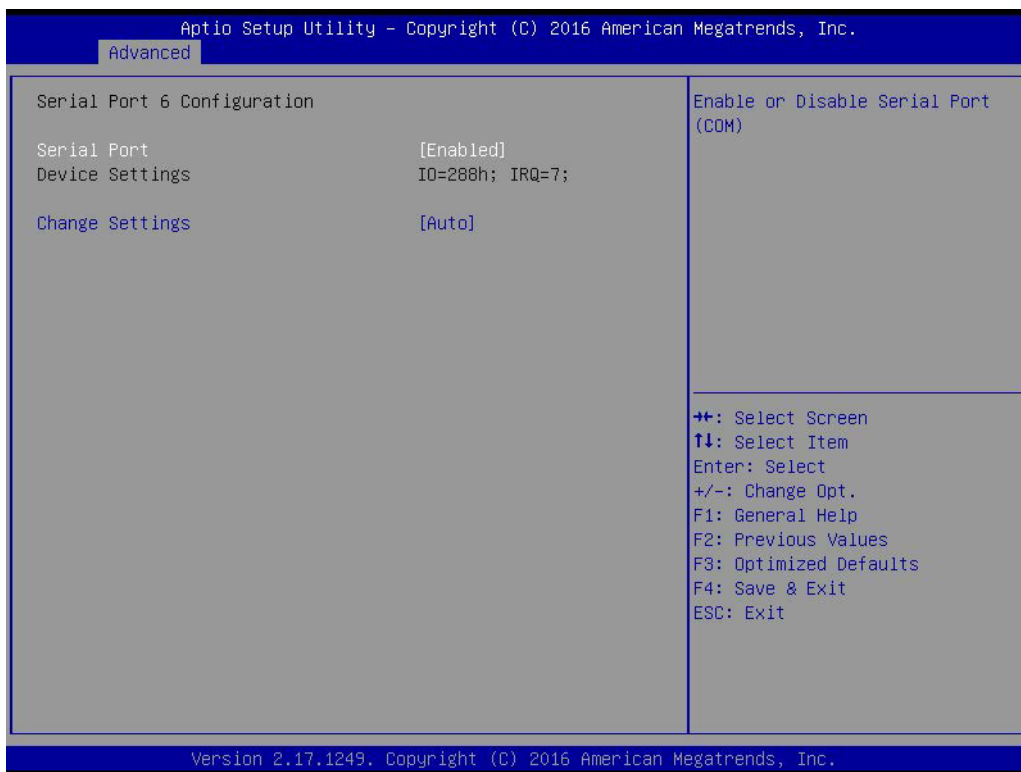 Aptio Setup Utility – Copyright (C) 2016 American Megatrends, Inc.
Advanced
Serial Port 6 Configuration
Serial Port [Enabled]
Device Settings IO=288h; IRQ=7;
Change Settings [Auto]
Enable or Disable Serial Port
(COM)
→←: Select Screen
↑↓: Select Item
Enter: Select
+/-: Change Opt.
F1: General Help
F2: Previous Values
F3: Optimized Defaults
F4: Save & Exit
ESC: Exit
Version 2.17.1249. Copyright (C) 2016 American Megatrends, Inc.